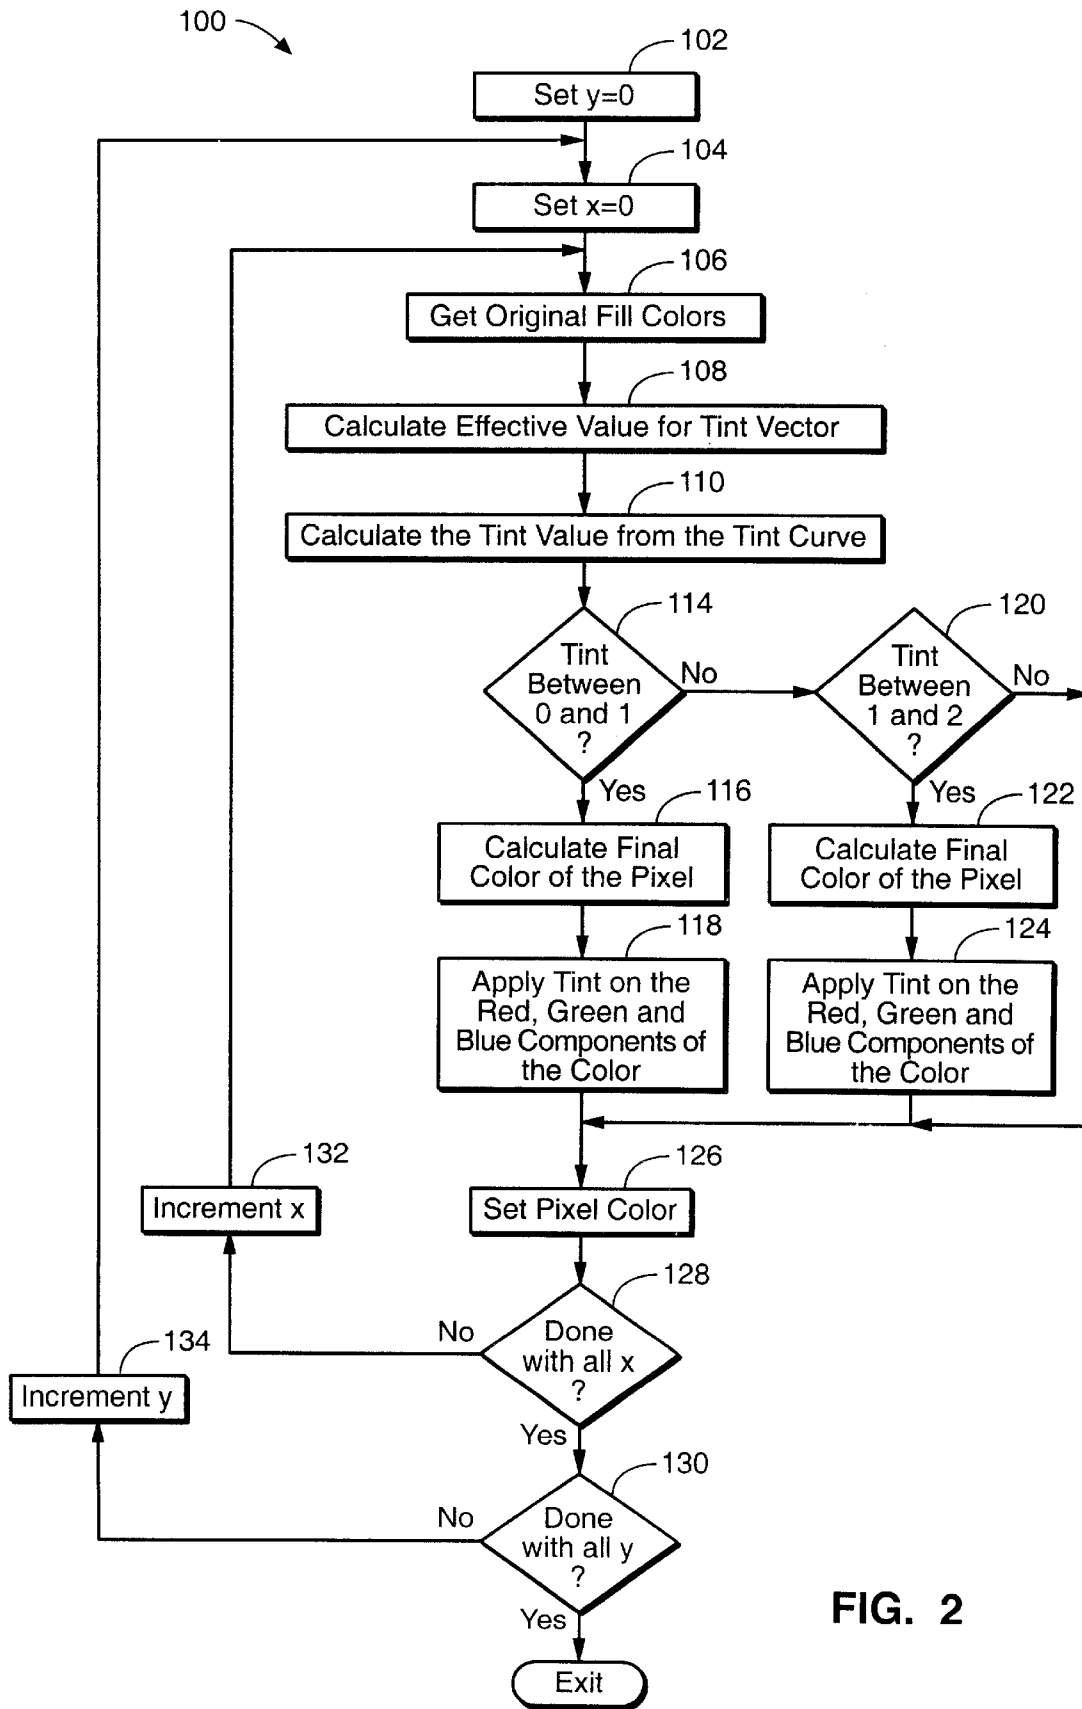 100
102
Set y=0
104
Set x=0
106
Get Original Fill Colors
108
Calculate Effective Value for Tint Vector
110
Calculate the Tint Value from the Tint Curve
114
Tint
Between
0 and 1
?
No
120
Tint
Between
1 and 2
?
No
Yes
116
Calculate Final
Color of the Pixel
Yes
122
Calculate Final
Color of the Pixel
118
Apply Tint on the
Red, Green and
Blue Components of
the Color
124
Apply Tint on the
Red, Green and
Blue Components of
the Color
132
Increment x
126
Set Pixel Color
128
Done
with all x
?
No
134
Increment y
Yes
130
Done
with all y
?
No
Yes
Exit
FIG. 2